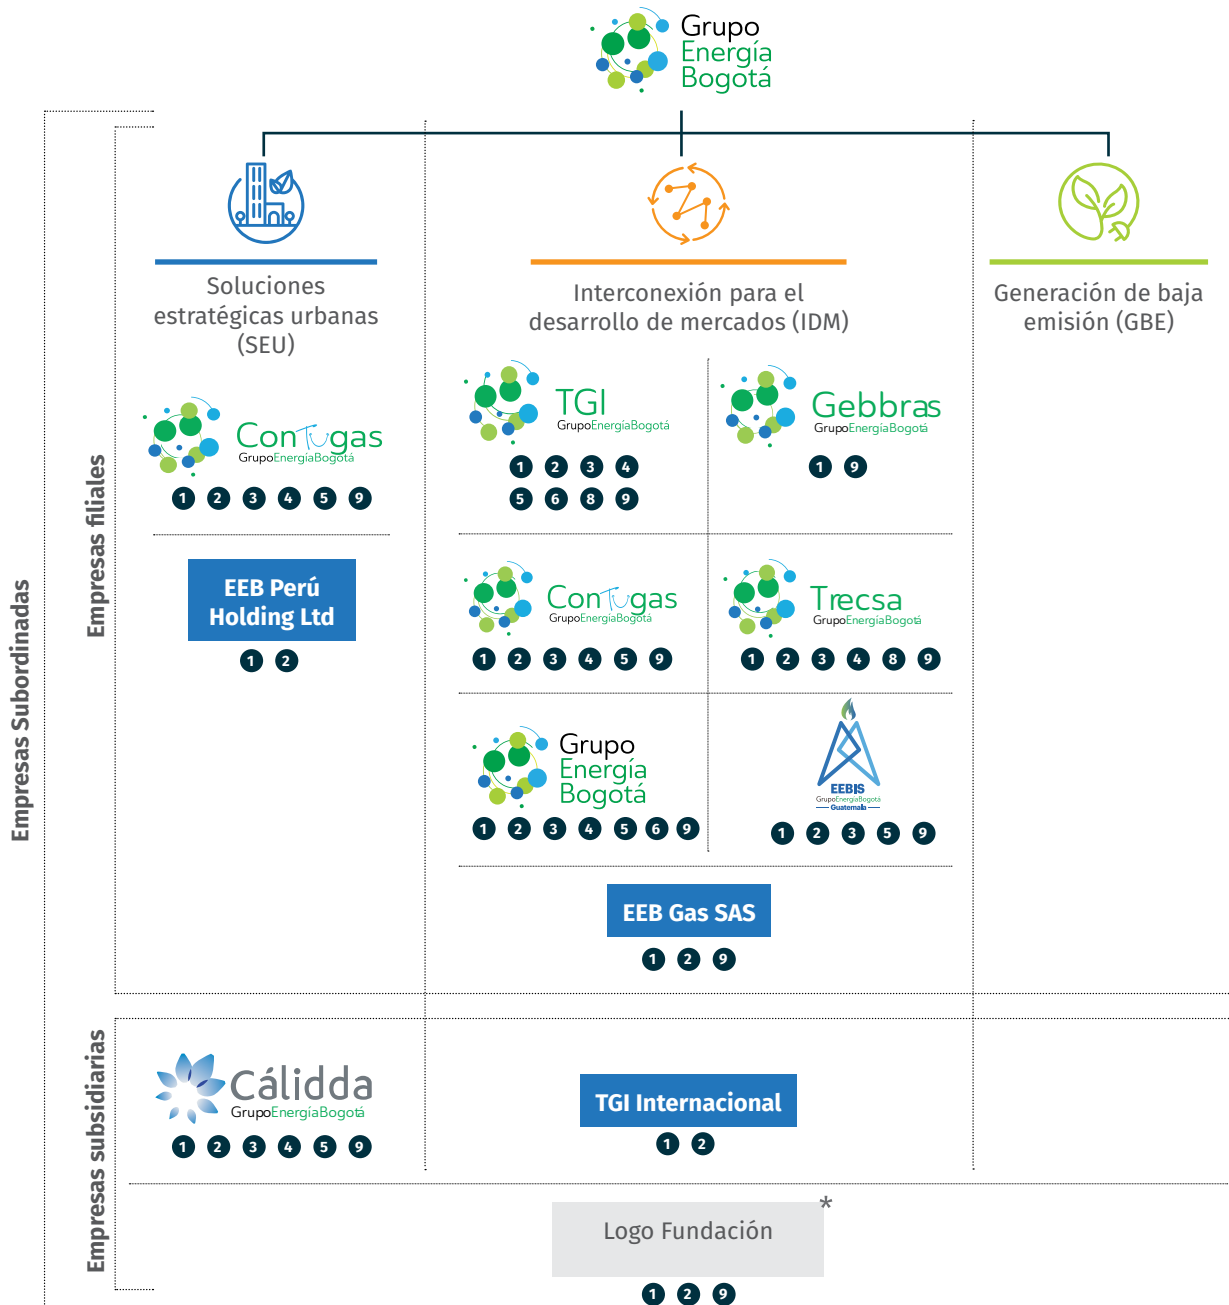 Grupo
Energía
Bogotá
Soluciones
estratégicas urbanas
(SEU)
Interconexión para el
desarrollo de mercados (IDM)
Generación de baja
emisión (GBE)
Empresas Subordinadas
Empresas filiales
ConTugas
GrupoEnergíaBogotá
1 2 3 4 5 9
EEB Perú
Holding Ltd
1 2
TGI
GrupoEnergíaBogotá
1 2 3 4
5 6 8 9
Gebbras
GrupoEnergíaBogotá
1 9
ConTugas
GrupoEnergíaBogotá
1 2 3 4 5 9
Trecsa
GrupoEnergíaBogotá
1 2 3 4 8 9
Grupo
Energía
Bogotá
1 2 3 4 5 6 9
EEBIS
GrupoEnergíaBogotá
Guatemala
1 2 3 5 9
EEB Gas SAS
1 2 9
Empresas subsidiarias
Cálidda
GrupoEnergíaBogotá
1 2 3 4 5 9
TGI Internacional
1 2
Logo Fundación *
1 2 9